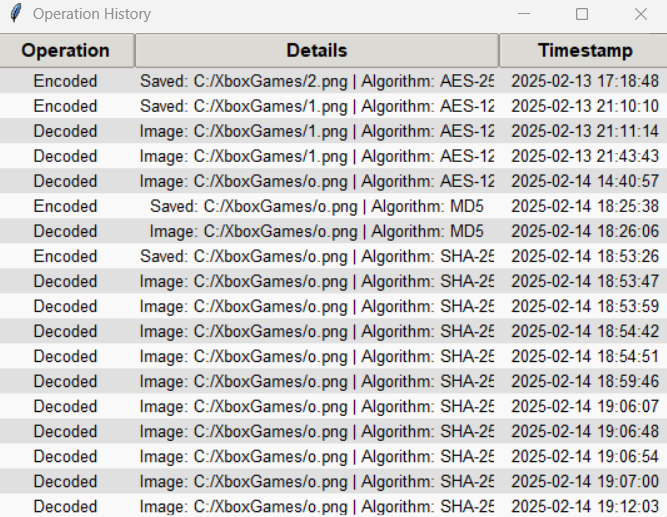 Operation History
Operation Details Timestamp
Encoded Saved: C:/XboxGames/2.png | Algorithm: AES-25 2025-02-13 17:18:48
Encoded Saved: C:/XboxGames/1.png | Algorithm: AES-12 2025-02-13 21:10:10
Decoded Image: C:/XboxGames/1.png | Algorithm: AES-12 2025-02-13 21:11:14
Decoded Image: C:/XboxGames/1.png | Algorithm: AES-12 2025-02-13 21:43:43
Decoded Image: C:/XboxGames/o.png | Algorithm: AES-12 2025-02-14 14:40:57
Encoded Saved: C:/XboxGames/o.png | Algorithm: MD5 2025-02-14 18:25:38
Decoded Image: C:/XboxGames/o.png | Algorithm: MD5 2025-02-14 18:26:06
Encoded Saved: C:/XboxGames/o.png | Algorithm: SHA-25 2025-02-14 18:53:26
Decoded Image: C:/XboxGames/o.png | Algorithm: SHA-25 2025-02-14 18:53:47
Decoded Image: C:/XboxGames/o.png | Algorithm: SHA-25 2025-02-14 18:53:59
Decoded Image: C:/XboxGames/o.png | Algorithm: SHA-25 2025-02-14 18:54:42
Decoded Image: C:/XboxGames/o.png | Algorithm: SHA-25 2025-02-14 18:54:51
Decoded Image: C:/XboxGames/o.png | Algorithm: SHA-25 2025-02-14 18:59:46
Decoded Image: C:/XboxGames/o.png | Algorithm: SHA-25 2025-02-14 19:06:07
Decoded Image: C:/XboxGames/o.png | Algorithm: SHA-25 2025-02-14 19:06:48
Decoded Image: C:/XboxGames/o.png | Algorithm: SHA-25 2025-02-14 19:06:54
Decoded Image: C:/XboxGames/o.png | Algorithm: SHA-25 2025-02-14 19:07:00
Decoded Image: C:/XboxGames/o.png | Algorithm: SHA-25 2025-02-14 19:12:03